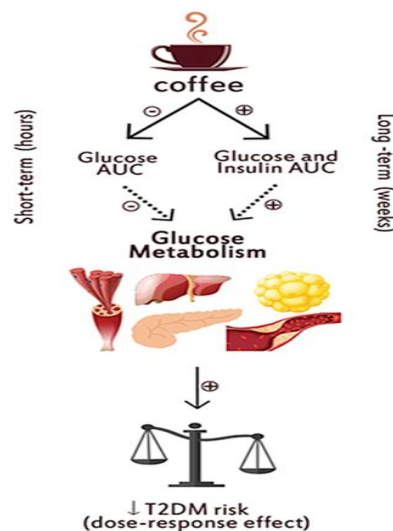 coffee
⊖ ⊕
Short-term (hours)
Long-term (weeks)
Glucose
AUC
Glucose and
Insulin AUC
⊖ ⊕
Glucose
Metabolism
⊕
↓ T2DM risk
(dose-response effect)